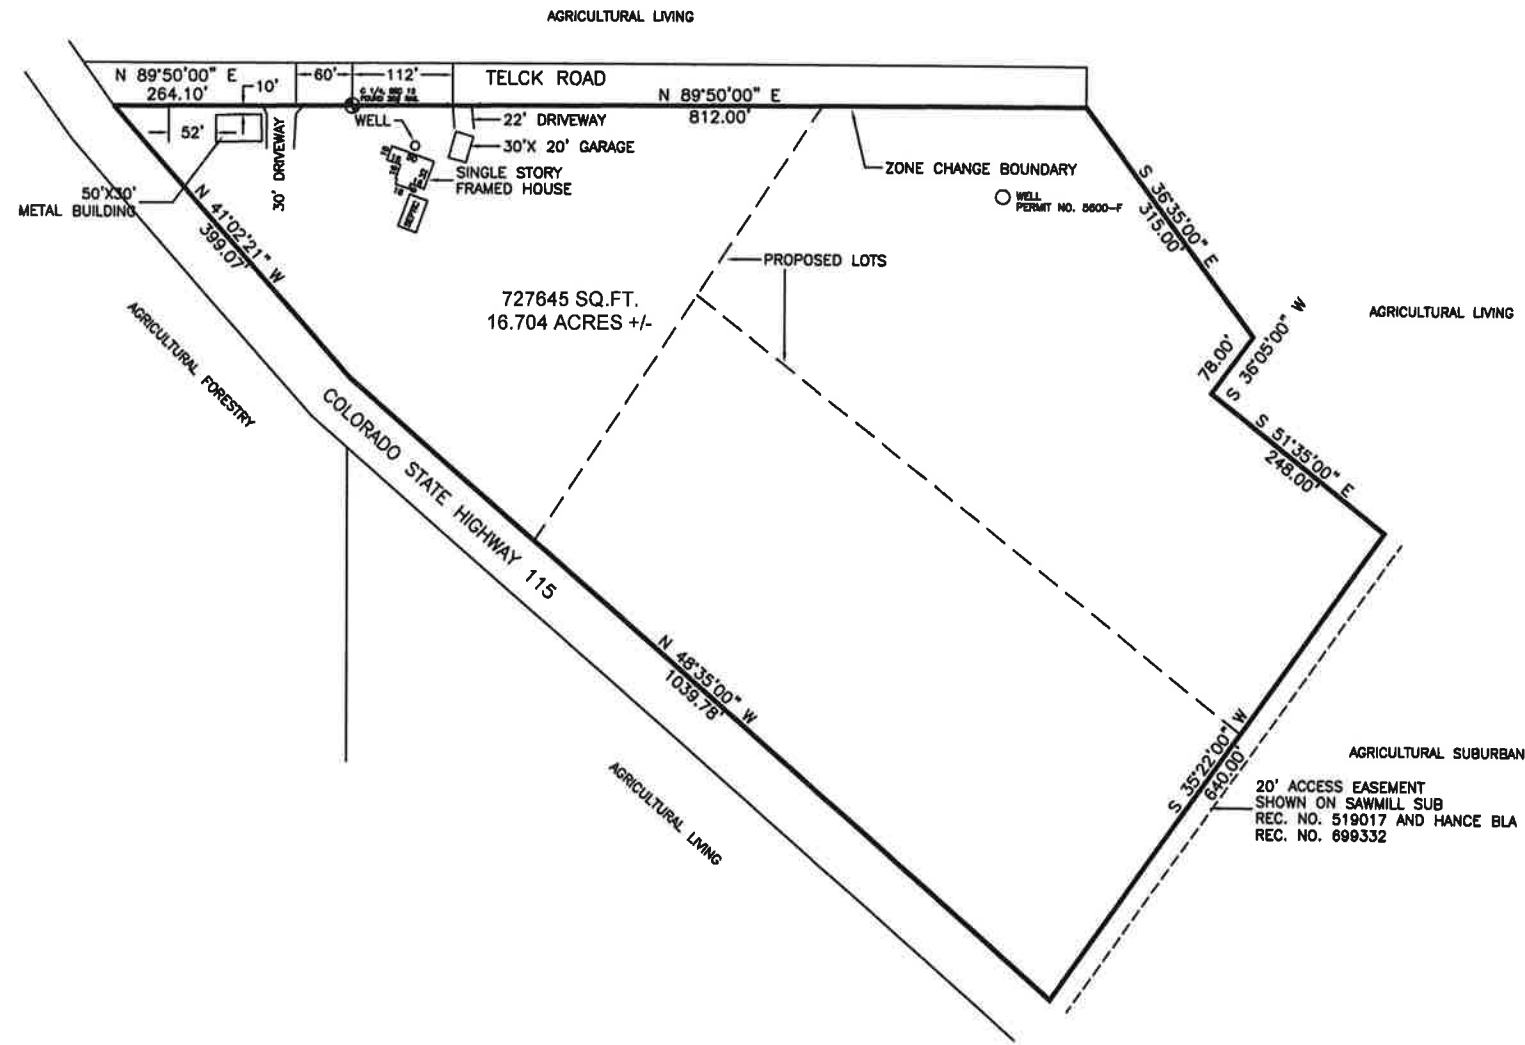 AGRICULTURAL LIVING
N 89°50'00" E
264.10'
10'
60'
112'
TELCK ROAD
N 89°50'00" E
812.00'
52'
30' DRIVEWAY
WELL
22' DRIVEWAY
30'X 20' GARAGE
SINGLE STORY
FRAMED HOUSE
SEPTIC
50'X30'
METAL BUILDING
ZONE CHANGE BOUNDARY
WELL
PERMIT NO. 5600-F
S 36°35'00" E
315.00'
N 41°02'21" W
399.07'
PROPOSED LOTS
727645 SQ.FT.
16.704 ACRES +/-
AGRICULTURAL LIVING
78.00'
S 36°05'00" W
AGRICULTURAL FORESTRY
COLORADO STATE HIGHWAY 115
S 51°35'00" E
248.00'
N 48°35'00" W
1039.78'
AGRICULTURAL LIVING
S 35°22'00" W
640.00'
AGRICULTURAL SUBURBAN
20' ACCESS EASEMENT
SHOWN ON SAWMILL SUB
REC. NO. 519017 AND HANCE BLA
REC. NO. 699332